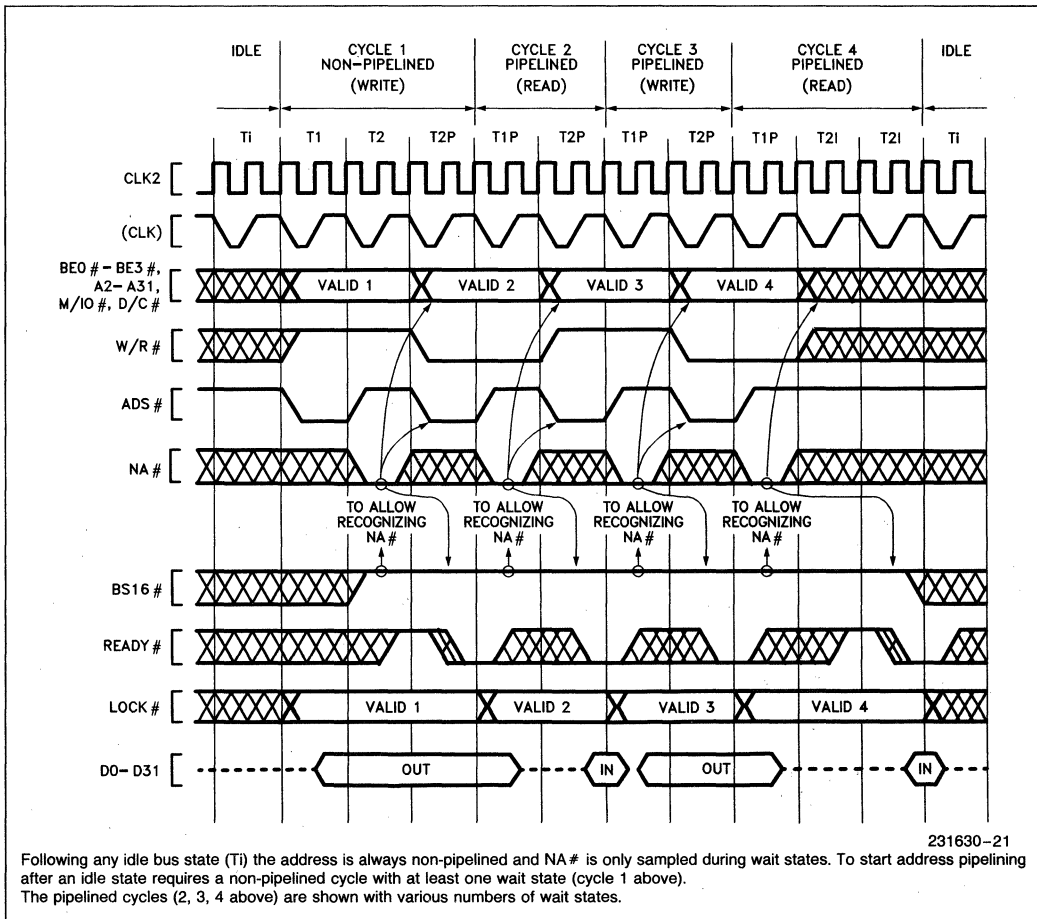 IDLE
CYCLE 1
NON-PIPELINED
(WRITE)
CYCLE 2
PIPELINED
(READ)
CYCLE 3
PIPELINED
(WRITE)
CYCLE 4
PIPELINED
(READ)
IDLE
Ti T1 T2 T2P T1P T2P T1P T2P T1P T2I T2I Ti
CLK2
(CLK)
BE0 # - BE3 #,
A2 - A31,
M/IO #, D/C #
VALID 1 VALID 2 VALID 3 VALID 4
W/R #
ADS #
NA #
TO ALLOW
RECOGNIZING
NA #
TO ALLOW
RECOGNIZING
NA #
TO ALLOW
RECOGNIZING
NA #
TO ALLOW
RECOGNIZING
NA #
BS16 #
READY #
LOCK #
VALID 1 VALID 2 VALID 3 VALID 4
D0 - D31
OUT IN OUT IN
231630-21
Following any idle bus state (Ti) the address is always non-pipelined and NA # is only sampled during wait states. To start address pipelining
after an idle state requires a non-pipelined cycle with at least one wait state (cycle 1 above).
The pipelined cycles (2, 3, 4 above) are shown with various numbers of wait states.